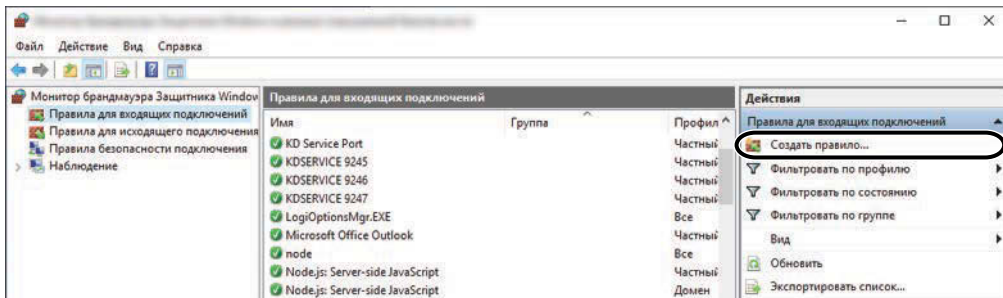 Файл Действие Вид Справка
Монитор брандмауэра Защитника Window
Правила для входящих подключений
Правила для исходящего подключения
Правила безопасности подключения
Наблюдение
Правила для входящих подключений
Имя Группа Профил
KD Service Port Частный
KDSERVICE 9245 Частный
KDSERVICE 9246 Частный
KDSERVICE 9247 Частный
LogiOptionsMgr.EXE Все
Microsoft Office Outlook Частный
node Все
Node.js: Server-side JavaScript Частный
Node.js: Server-side JavaScript Домен
Действия
Правила для входящих подключений
Создать правило...
Фильтровать по профилю
Фильтровать по состоянию
Фильтровать по группе
Вид
Обновить
Экспортировать список...